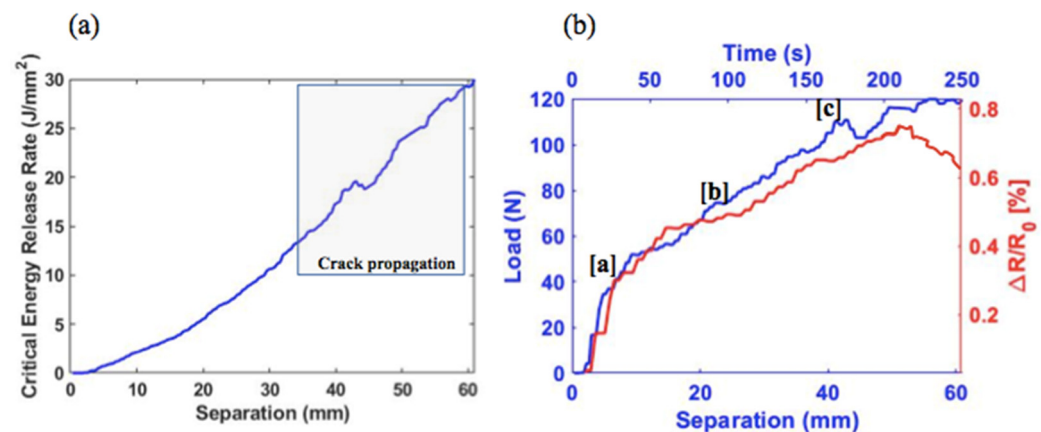 (a)
Critical Energy Release Rate (J/mm²)
30
25
20
15
10
5
0
Crack propagation
0 10 20 30 40 50 60
Separation (mm)
(b)
Time (s)
0 50 100 150 200 250
Load (N)
120
100
80
60
40
20
0
[a]
[b]
[c]
0.8
0.6
0.4
0.2
ΔR/R₀ [%]
0 20 40 60
Separation (mm)